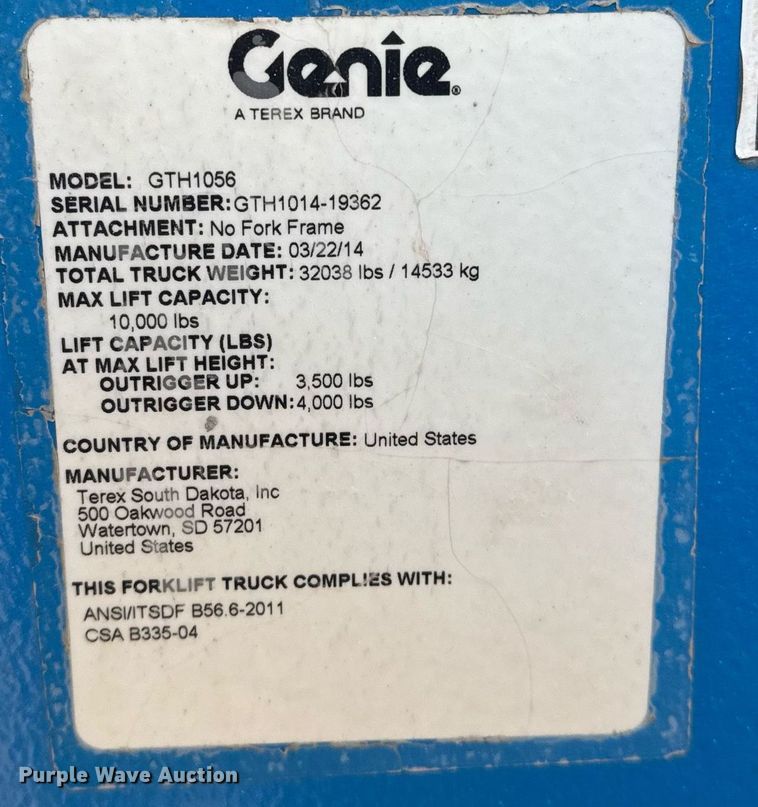 Genie®
A TEREX BRAND
MODEL: GTH1056
SERIAL NUMBER:GTH1014-19362
ATTACHMENT: No Fork Frame
MANUFACTURE DATE: 03/22/14
TOTAL TRUCK WEIGHT: 32038 lbs / 14533 kg
MAX LIFT CAPACITY:
10,000 lbs
LIFT CAPACITY (LBS)
AT MAX LIFT HEIGHT:
OUTRIGGER UP: 3,500 lbs
OUTRIGGER DOWN:4,000 lbs
COUNTRY OF MANUFACTURE: United States
MANUFACTURER:
Terex South Dakota, Inc
500 Oakwood Road
Watertown, SD 57201
United States
THIS FORKLIFT TRUCK COMPLIES WITH:
ANSI/ITSDF B56.6-2011
CSA B335-04
Purple Wave Auction